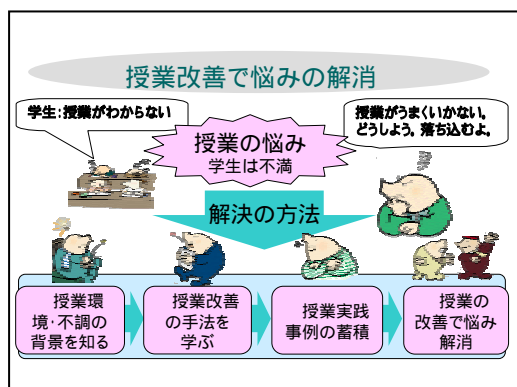 授業改善で悩みの解消
学生:授業がわからない
授業がうまくいかない。
どうしよう。落ち込むよ。
授業の悩み
学生は不満
解決の方法
授業環
境・不調の
背景を知る
授業改善
の手法を
学ぶ
授業実践
事例の蓄積
授業の
改善で悩み
解消